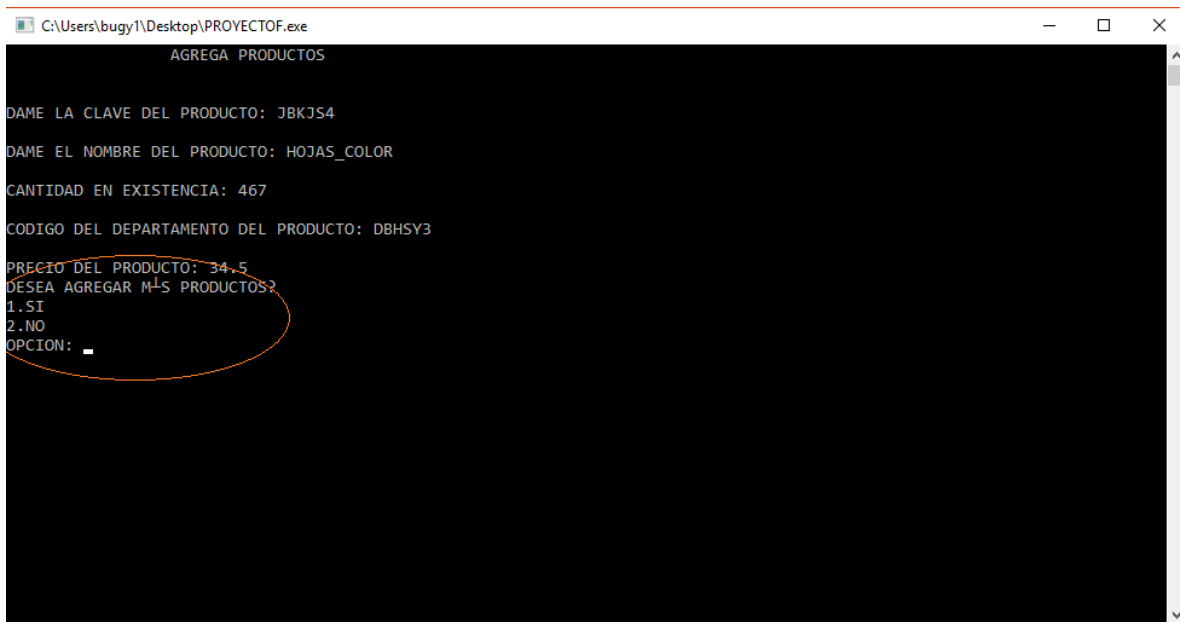 C:\Users\bugy1\Desktop\PROYECTOF.exe
AGREGA PRODUCTOS
DAME LA CLAVE DEL PRODUCTO: JBKJS4
DAME EL NOMBRE DEL PRODUCTO: HOJAS_COLOR
CANTIDAD EN EXISTENCIA: 467
CODIGO DEL DEPARTAMENTO DEL PRODUCTO: DBHSY3
PRECIO DEL PRODUCTO: 34.5
DESEA AGREGAR M┴S PRODUCTOS?
1.SI
2.NO
OPCION: